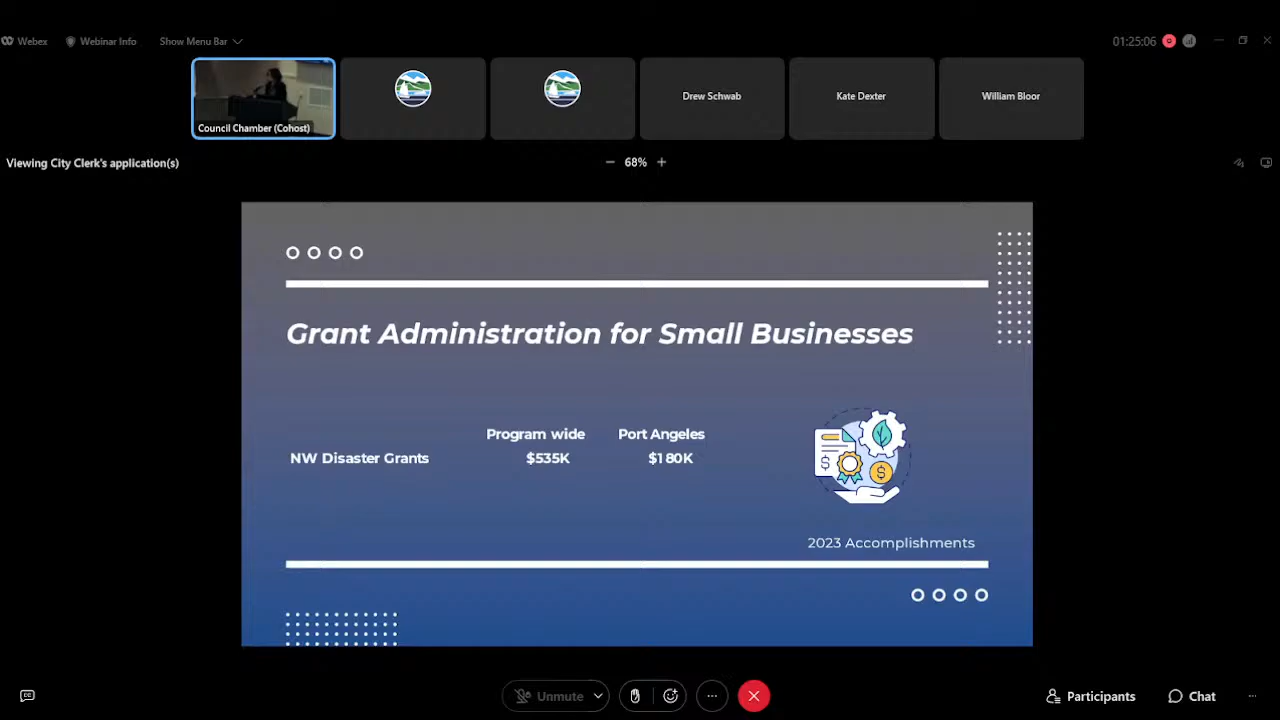 Webex
Webinar Info
Show Menu Bar
01:25:06
Council Chamber (Cohost)
Drew Schwab
Kate Dexter
William Bloor
Viewing City Clerk's application(s)
68%
Grant Administration for Small Businesses
Program wide Port Angeles
NW Disaster Grants $535K $180K
2023 Accomplishments
Unmute
Participants
Chat